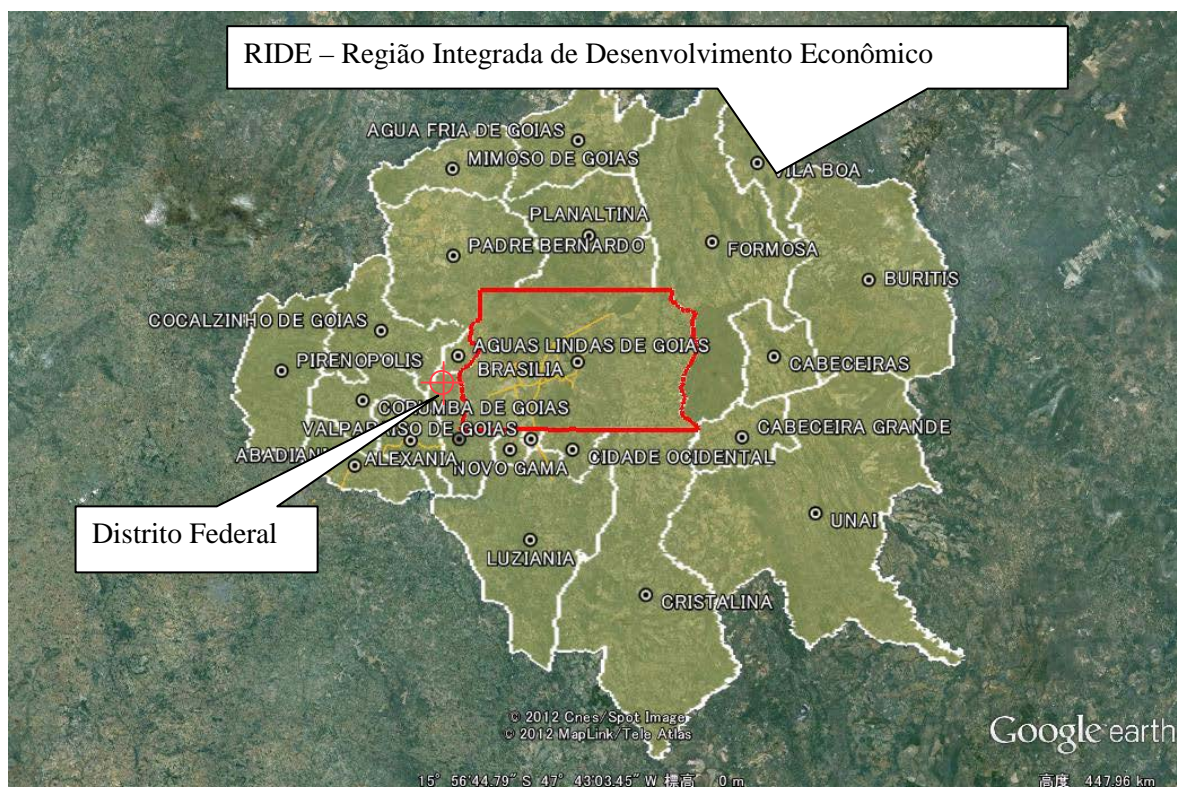 RIDE – Região Integrada de Desenvolvimento Econômico
AGUA FRIA DE GOIAS
MIMOSO DE GOIAS
VILA BOA
PLANALTINA
PADRE BERNARDO
FORMOSA
BURITIS
COCALZINHO DE GOIAS
AGUAS LINDAS DE GOIAS
PIRENOPOLIS
BRASILIA
CABECEIRAS
CORUMBA DE GOIAS
VALPARAISO DE GOIAS
CABECEIRA GRANDE
ABADIANI
ALEXANIA
NOVO GAMA
CIDADE OCIDENTAL
Distrito Federal
UNAI
LUZIANIA
CRISTALINA
© 2012 Cnes/Spot Image
© 2012 MapLink/Tele Atlas
Google earth
15° 56'44.79" S 47° 43'03.45" W 標高 0 m
高度 447.96 km